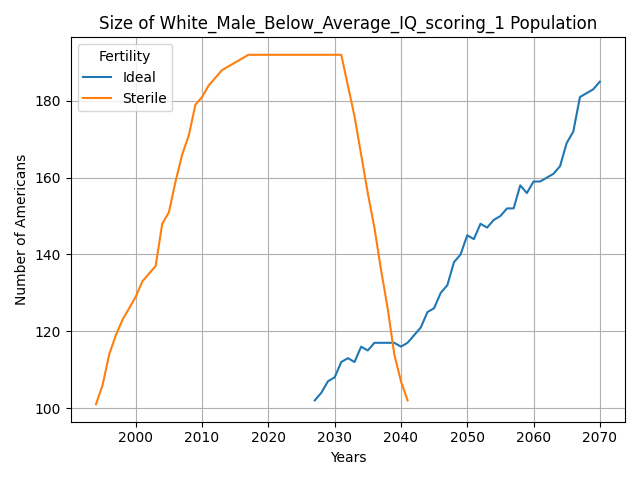 Size of White_Male_Below_Average_IQ_scoring_1 Population
Fertility
Ideal
Sterile
Number of Americans
180
160
140
120
100
2000 2010 2020 2030 2040 2050 2060 2070
Years